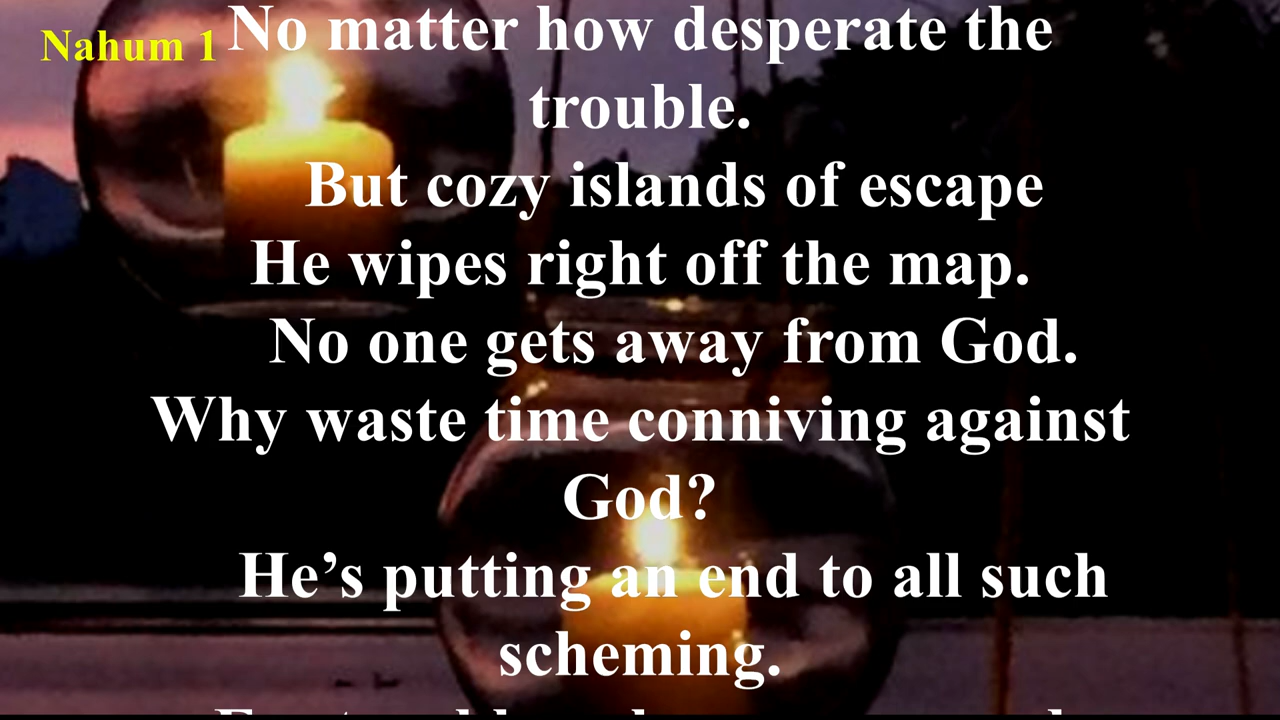 Nahum 1
No matter how desperate the
trouble.
But cozy islands of escape
He wipes right off the map.
No one gets away from God.
Why waste time conniving against
God?
He’s putting an end to all such
scheming.